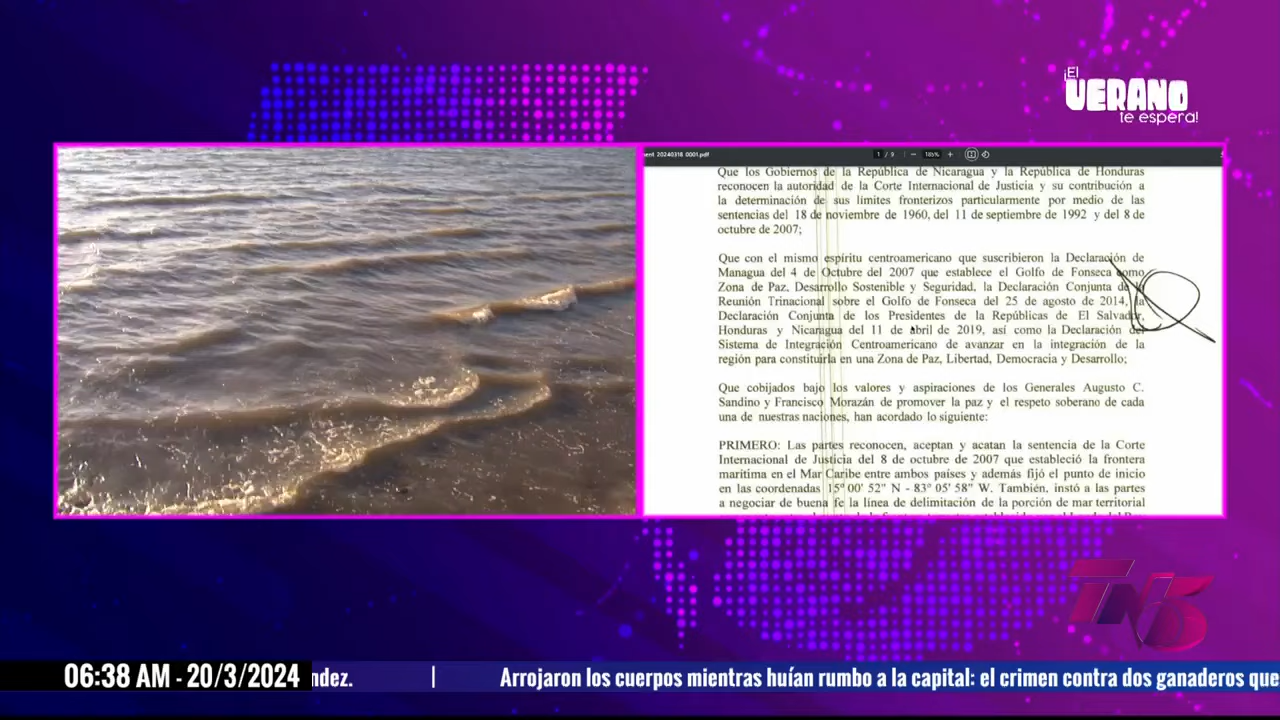 ¡El
VERANO
te espera!
ent_20240318_0001.pdf
1 / 9
185%
Que los Gobiernos de la República de Nicaragua y la República de Honduras
reconocen la autoridad de la Corte Internacional de Justicia y su contribución a
la determinación de sus límites fronterizos particularmente por medio de las
sentencias del 18 de noviembre de 1960, del 11 de septiembre de 1992 y del 8 de
octubre de 2007;
Que con el mismo espíritu centroamericano que suscribieron la Declaración de
Managua del 4 de Octubre del 2007 que establece el Golfo de Fonseca como
Zona de Paz, Desarrollo Sostenible y Seguridad, la Declaración Conjunta de
Reunión Trinacional sobre el Golfo de Fonseca del 25 de agosto de 2014, la
Declaración Conjunta de los Presidentes de la Repúblicas de El Salvador,
Honduras y Nicaragua del 11 de abril de 2019, así como la Declaración del
Sistema de Integración Centroamericano de avanzar en la integración de la
región para constituirla en una Zona de Paz, Libertad, Democracia y Desarrollo;
Que cobijados bajo los valores y aspiraciones de los Generales Augusto C.
Sandino y Francisco Morazán de promover la paz y el respeto soberano de cada
una de nuestras naciones, han acordado lo siguiente:
PRIMERO: Las partes reconocen, aceptan y acatan la sentencia de la Corte
Internacional de Justicia del 8 de octubre de 2007 que estableció la frontera
marítima en el Mar Caribe entre ambos países y además fijó el punto de inicio
en las coordenadas 15° 00' 52" N - 83° 05' 58" W. También, instó a las partes
a negociar de buena fe la línea de delimitación de la porción de mar territorial
TN5
06:38 AM - 20/3/2024
ndez. | Arrojaron los cuerpos mientras huían rumbo a la capital: el crimen contra dos ganaderos que